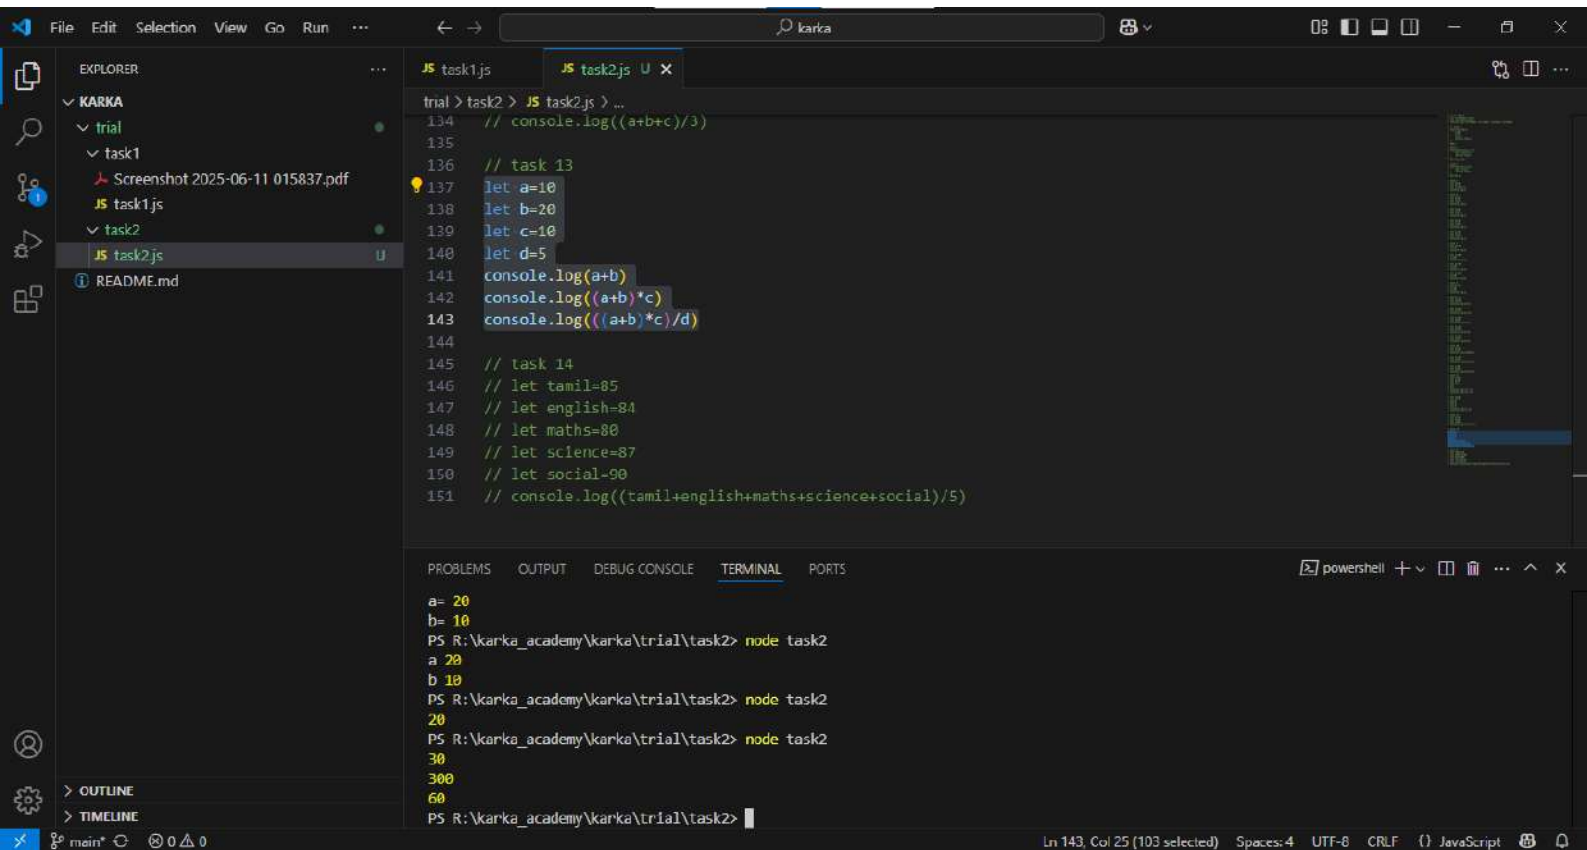 File Edit Selection View Go Run ···
karka
EXPLORER
KARKA
trial
task1
Screenshot 2025-06-11 015837.pdf
JS task1.js
task2
JS task2.js U
README.md
OUTLINE
TIMELINE
JS task1.js
JS task2.js U
trial > task2 > JS task2.js > ...
134 // console.log((a+b+c)/3)
135
136 // task 13
137 let a=10
138 let b=20
139 let c=10
140 let d=5
141 console.log(a+b)
142 console.log((a+b)*c)
143 console.log(((a+b)*c)/d)
144
145 // task 14
146 // let tamil=85
147 // let english=84
148 // let maths=80
149 // let science=87
150 // let social=90
151 // console.log((tamil+english+maths+science+social)/5)
PROBLEMS OUTPUT DEBUG CONSOLE TERMINAL PORTS
powershell
a= 20
b= 10
PS R:\karka_academy\karka\trial\task2> node task2
a 20
b 10
PS R:\karka_academy\karka\trial\task2> node task2
20
PS R:\karka_academy\karka\trial\task2> node task2
30
300
60
PS R:\karka_academy\karka\trial\task2>
main* 0 0
Ln 143, Col 25 (103 selected) Spaces: 4 UTF-8 CRLF {} JavaScript